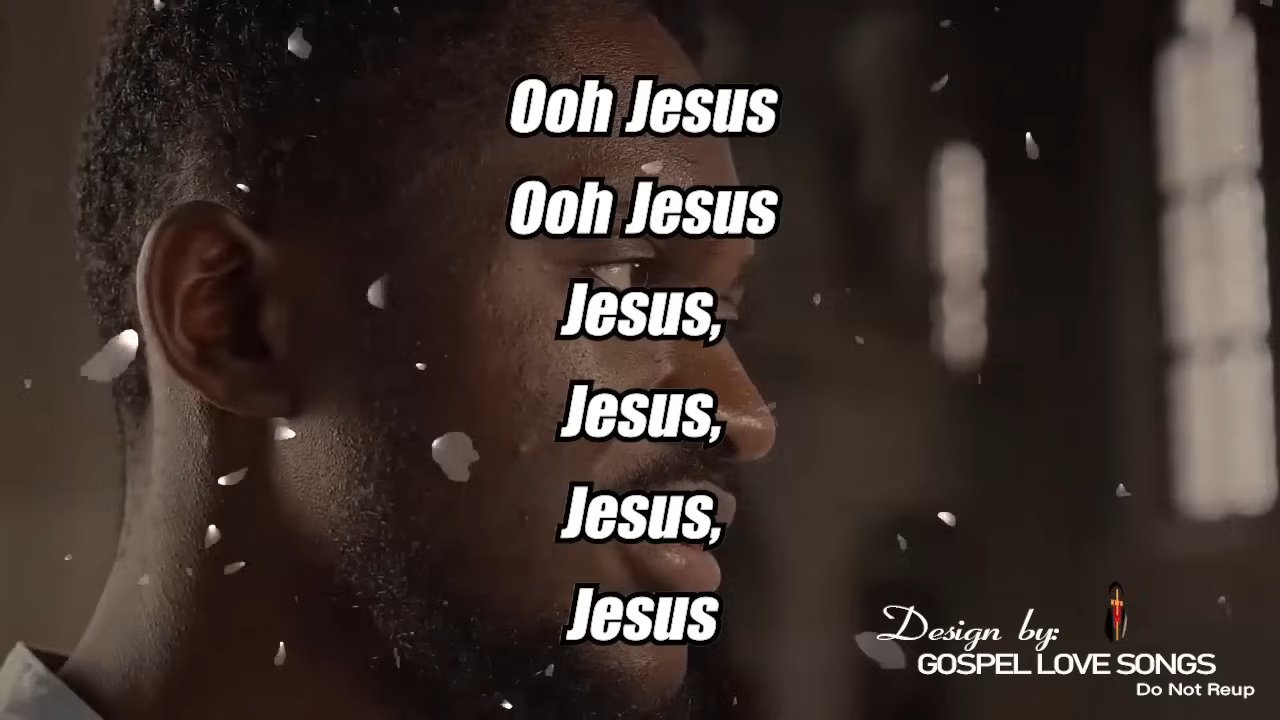 Ooh Jesus
Ooh Jesus
Jesus,
Jesus,
Jesus,
Jesus
Design by:
GOSPEL LOVE SONGS
Do Not Reup